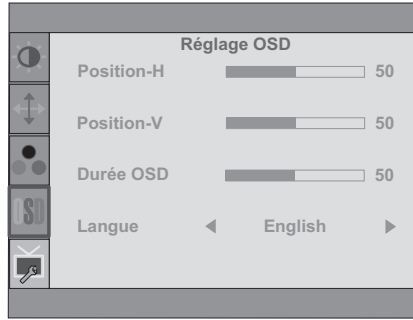 Réglage OSD
Position-H 50
Position-V 50
Durée OSD 50
OSD
Langue English